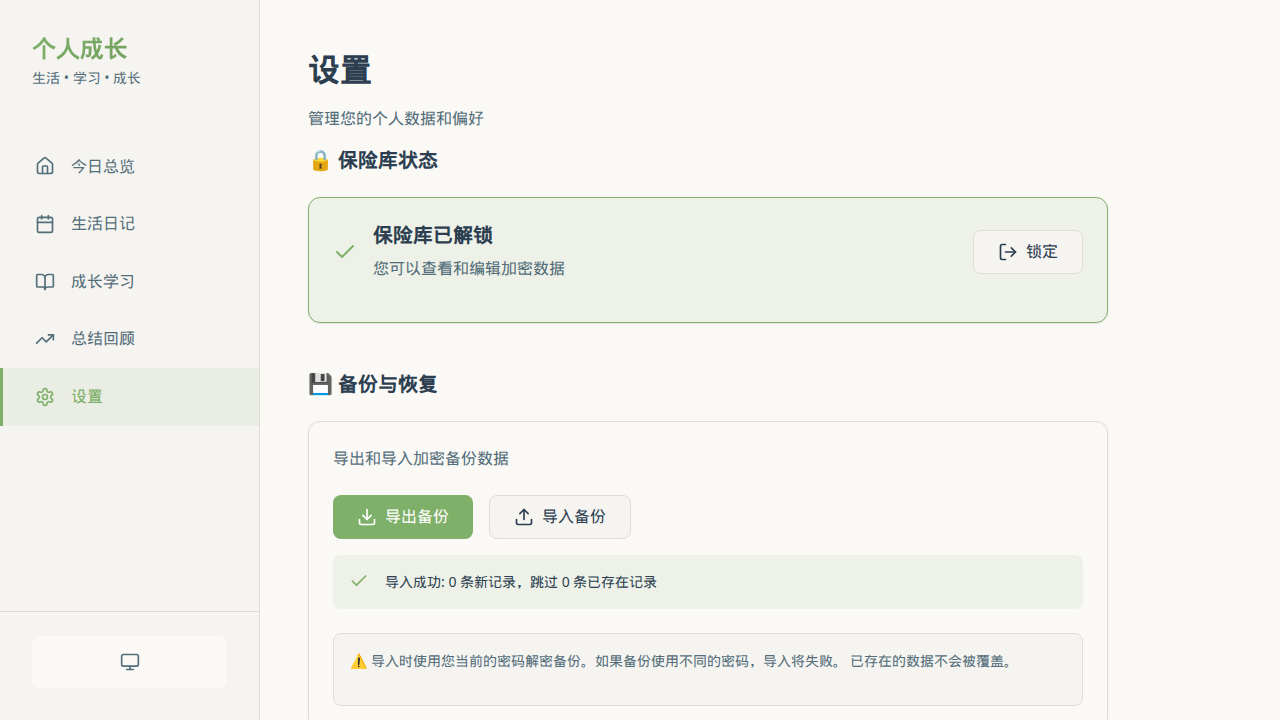 个人成长
生活 • 学习 • 成长
今日总览
生活日记
成长学习
总结回顾
设置
设置
管理您的个人数据和偏好
🔒 保险库状态
保险库已解锁
您可以查看和编辑加密数据
锁定
💾 备份与恢复
导出和导入加密备份数据
导出备份
导入备份
导入成功: 0 条新记录，跳过 0 条已存在记录
⚠️ 导入时使用您当前的密码解密备份。如果备份使用不同的密码，导入将失败。 已存在的数据不会被覆盖。